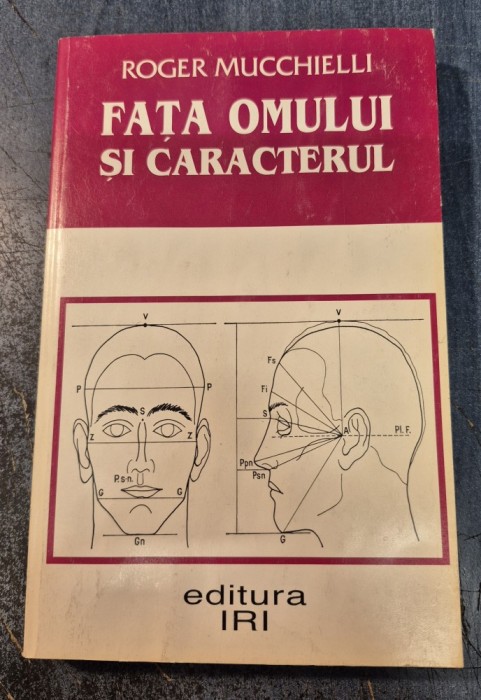 ROGER MUCCHIELLI
FAȚA OMULUI
ȘI CARACTERUL
V
V
Fs
P
P
Fi
S
S
Z
Z
A
Pl. F.
P.s-n.
Ppn
Psn
G
G
Gn
G
editura
IRI